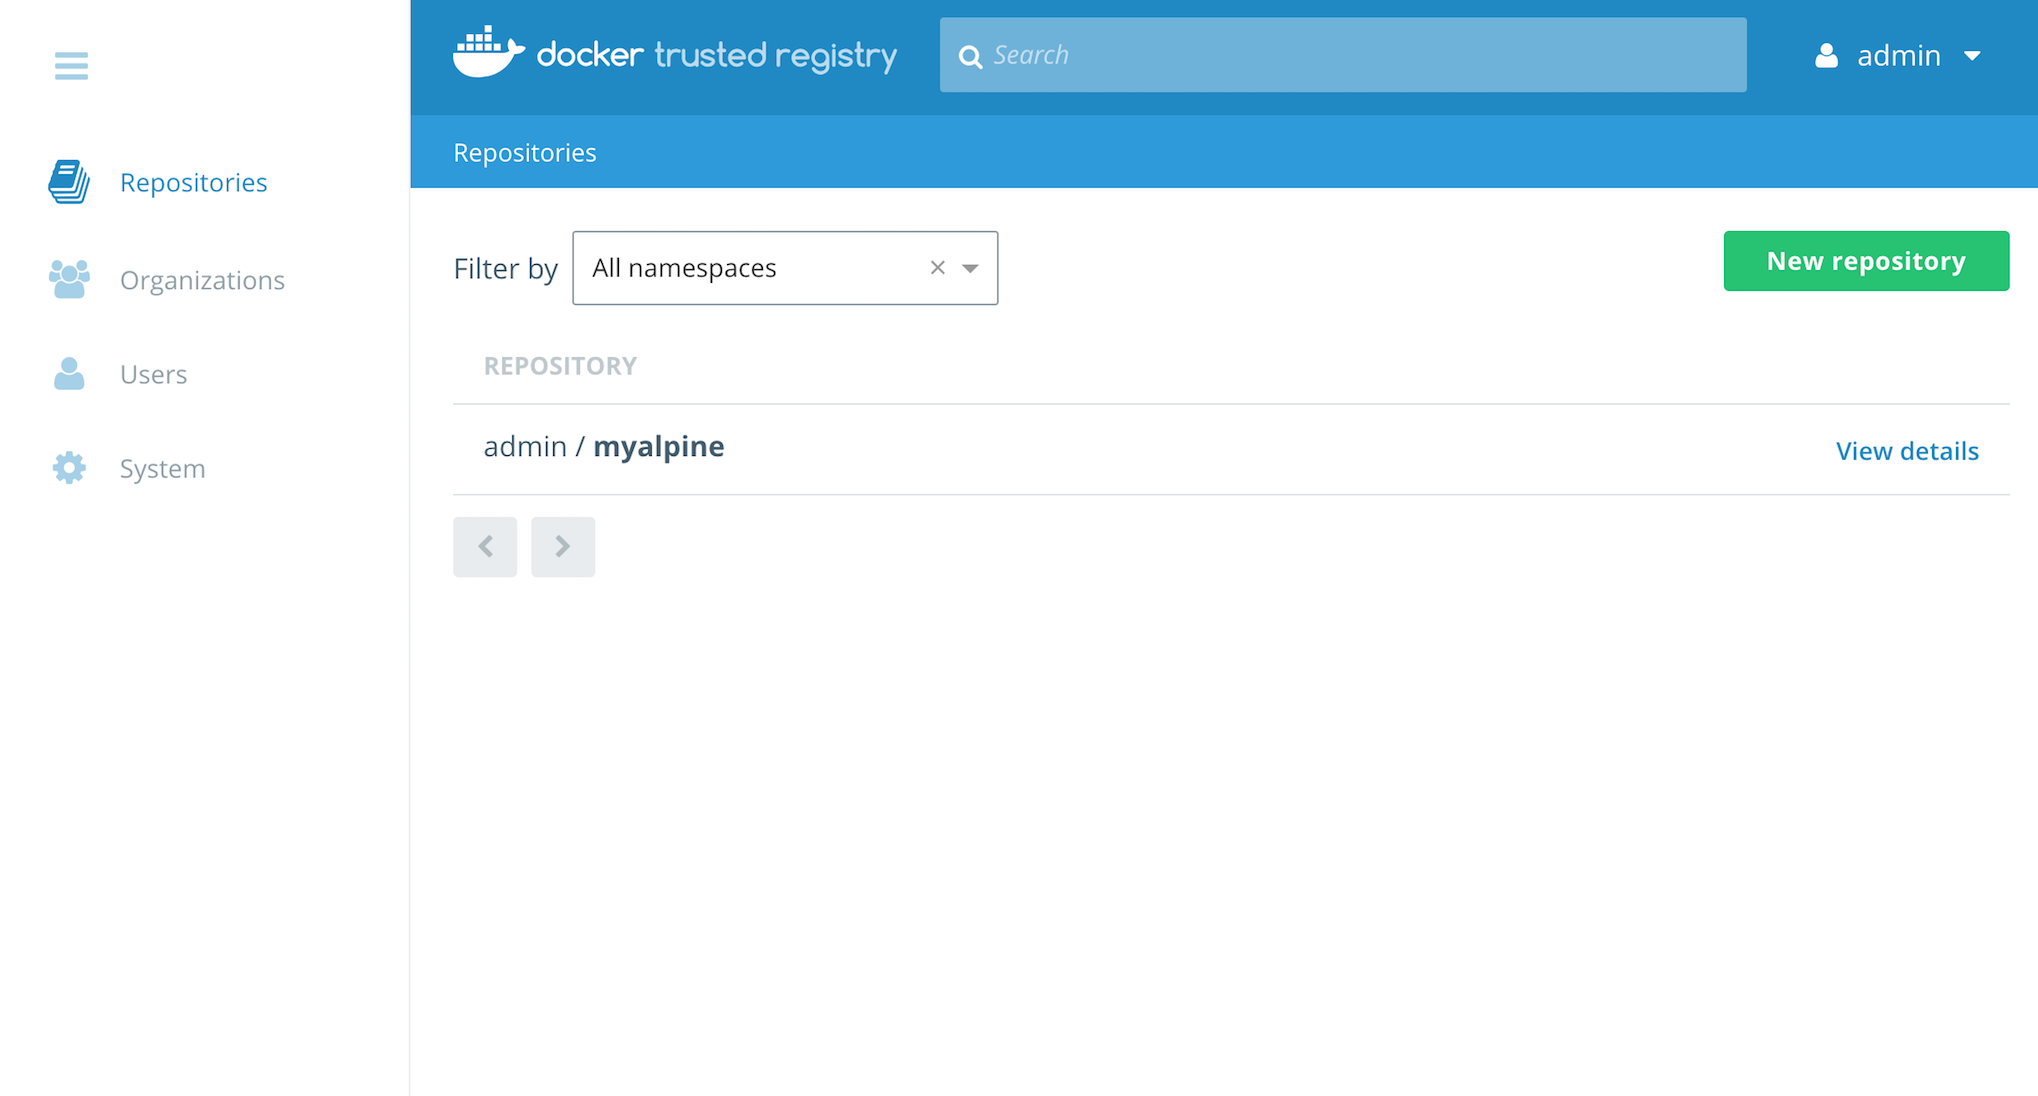 docker trusted registry
Search
admin
Repositories
Repositories
Organizations
Users
System
Filter by
All namespaces
New repository
REPOSITORY
admin / myalpine
View details